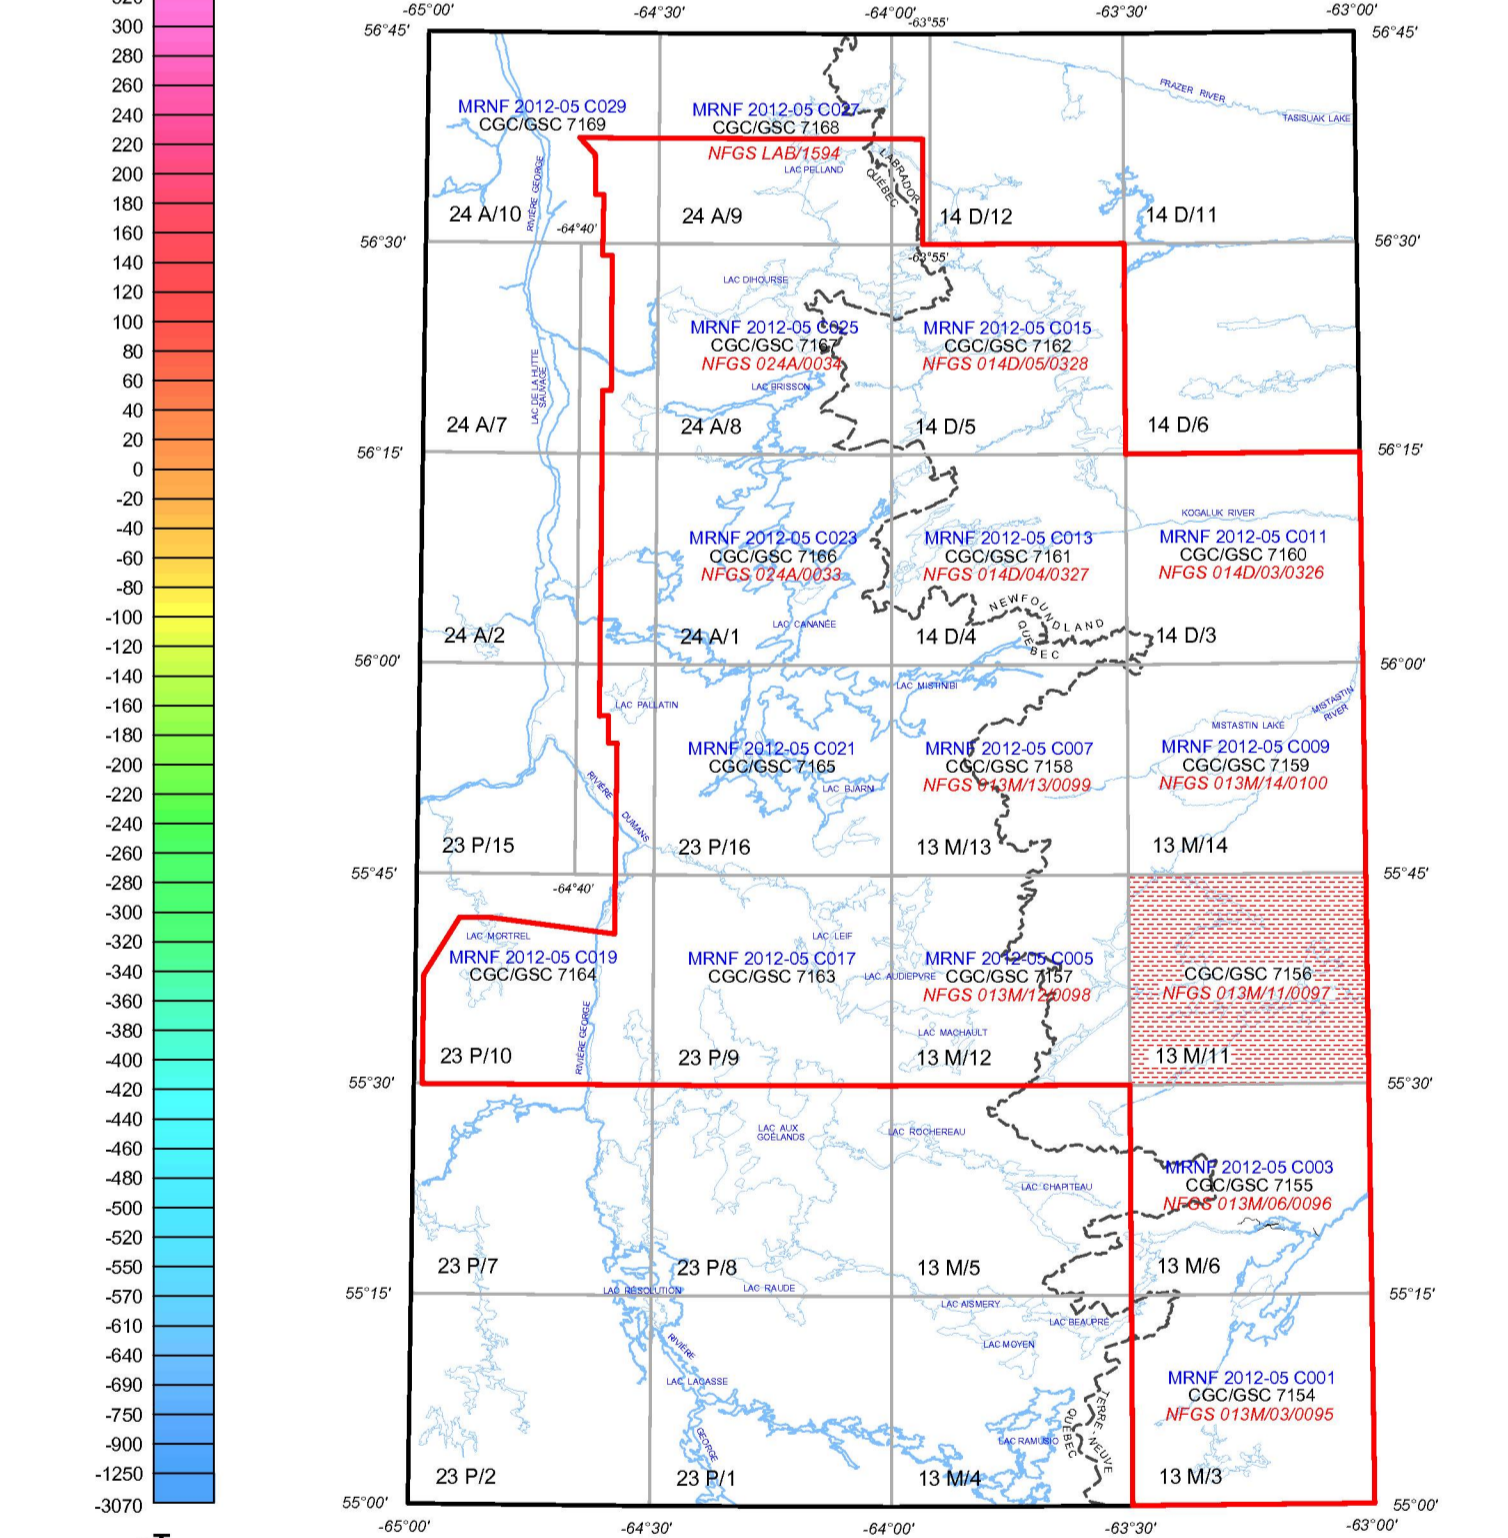 320
300
280
260
240
220
200
180
160
140
120
100
80
60
40
20
0
-20
-40
-60
-80
-100
-120
-140
-160
-180
-200
-220
-240
-260
-280
-300
-320
-340
-360
-380
-400
-420
-440
-460
-480
-500
-520
-550
-570
-610
-640
-690
-750
-900
-1250
-3070
-65°00'
-64°30'
-64°00'
-63°55'
-63°30'
-63°00'
56°45'
56°45'
FRAZER RIVER
TASISUAK LAKE
MRNF 2012-05 C029
CGC/GSC 7169
MRNF 2012-05 C027
CGC/GSC 7168
NFGS LAB/1594
LAC PELLAND
LABRADOR
QUÉBEC
RIVIÈRE GEORGE
24 A/10
24 A/9
14 D/12
14 D/11
-64°40'
56°30'
56°30'
-63°55'
LAC DIHOURSE
MRNF 2012-05 C025
CGC/GSC 7167
NFGS 024A/0034
MRNF 2012-05 C015
CGC/GSC 7162
NFGS 014D/05/0328
LAC DE LA HUTTE
SAUVAGE
LAC BRISSON
24 A/7
24 A/8
14 D/5
14 D/6
56°15'
56°15'
KOGALUK RIVER
MRNF 2012-05 C023
CGC/GSC 7166
NFGS 024A/0033
MRNF 2012-05 C013
CGC/GSC 7161
NFGS 014D/04/0327
MRNF 2012-05 C011
CGC/GSC 7160
NFGS 014D/03/0326
LAC CANANÉE
NEWFOUNDLAND
QUÉBEC
24 A/2
24 A/1
14 D/4
14 D/3
56°00'
56°00'
LAC MISTINIBI
LAC PALLATIN
MISTASTIN
RIVER
MISTASTIN LAKE
MRNF 2012-05 C021
CGC/GSC 7165
MRNF 2012-05 C007
CGC/GSC 7158
NFGS 013M/13/0099
MRNF 2012-05 C009
CGC/GSC 7159
NFGS 013M/14/0100
RIVIÈRE
DUMANS
LAC BJARNI
23 P/15
23 P/16
13 M/13
13 M/14
55°45'
55°45'
-64°40'
LAC MORTREL
LAC LEIF
MRNF 2012-05 C019
CGC/GSC 7164
MRNF 2012-05 C017
CGC/GSC 7163
LAC AUDIEPVRE
MRNF 2012-05 C005
CGC/GSC 7157
NFGS 013M/12/0098
CGC/GSC 7156
NFGS 013M/11/0097
RIVIÈRE GEORGE
LAC MACHAULT
23 P/10
23 P/9
13 M/12
13 M/11
55°30'
55°30'
LAC AUX
GOÉLANDS
LAC ROCHEREAU
LAC CHAPITEAU
MRNF 2012-05 C003
CGC/GSC 7155
NFGS 013M/06/0096
23 P/7
23 P/8
13 M/5
13 M/6
LAC RÉSOLUTION
LAC RAUDE
55°15'
55°15'
LAC AISMERY
LAC BEAUPRÉ
LAC MOYEN
RIVIÈRE
LAC LACASSE
MRNF 2012-05 C001
CGC/GSC 7154
NFGS 013M/03/0095
GEORGE
LAC RAMUSIO
QUÉBEC
TERRE-NEUVE
23 P/2
23 P/1
13 M/4
13 M/3
55°00'
55°00'
-65°00'
-64°30'
-64°00'
-63°30'
-63°00'